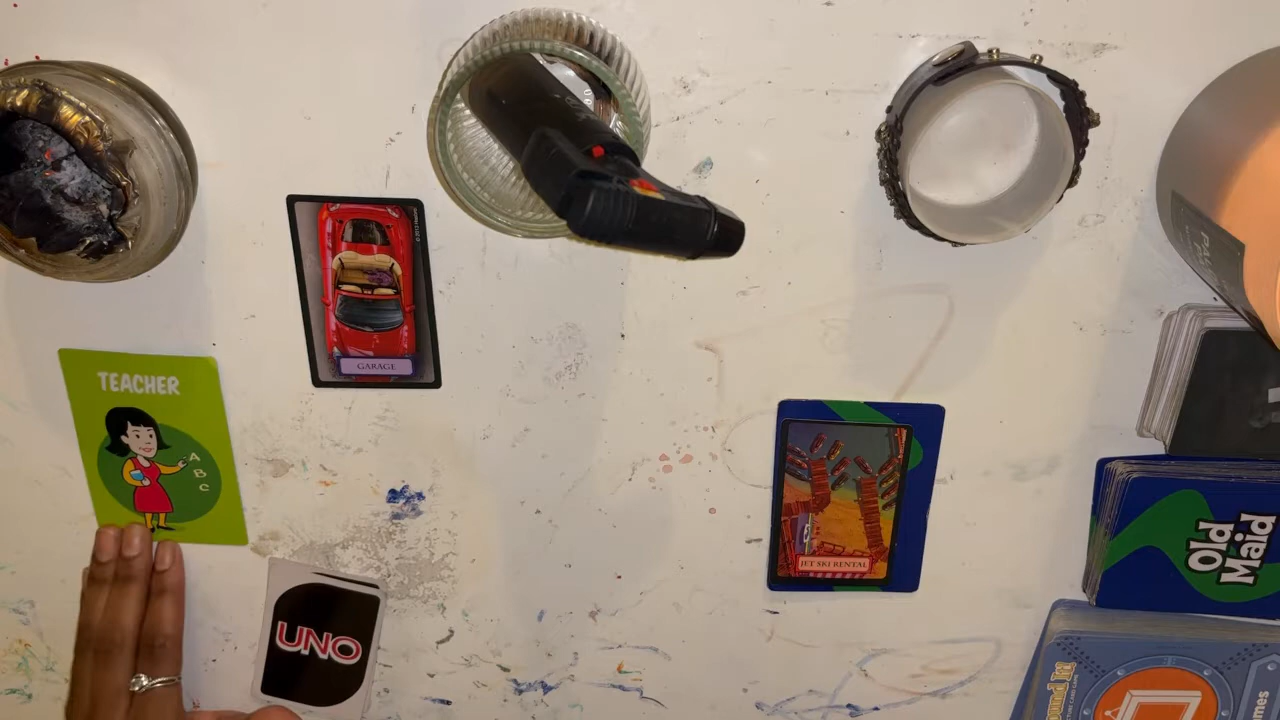 GARAGE
TEACHER
A
B
C
UNO
JET SKI RENTAL
Old
Maid